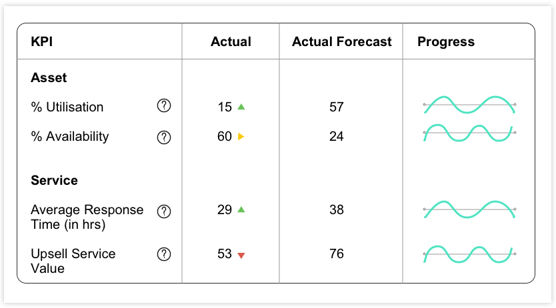 KPI Actual Actual Forecast Progress
Asset
% Utilisation ? 15 57
% Availability ? 60 24
Service
Average Response ? 29 38
Time (in hrs)
Upsell Service ? 53 76
Value